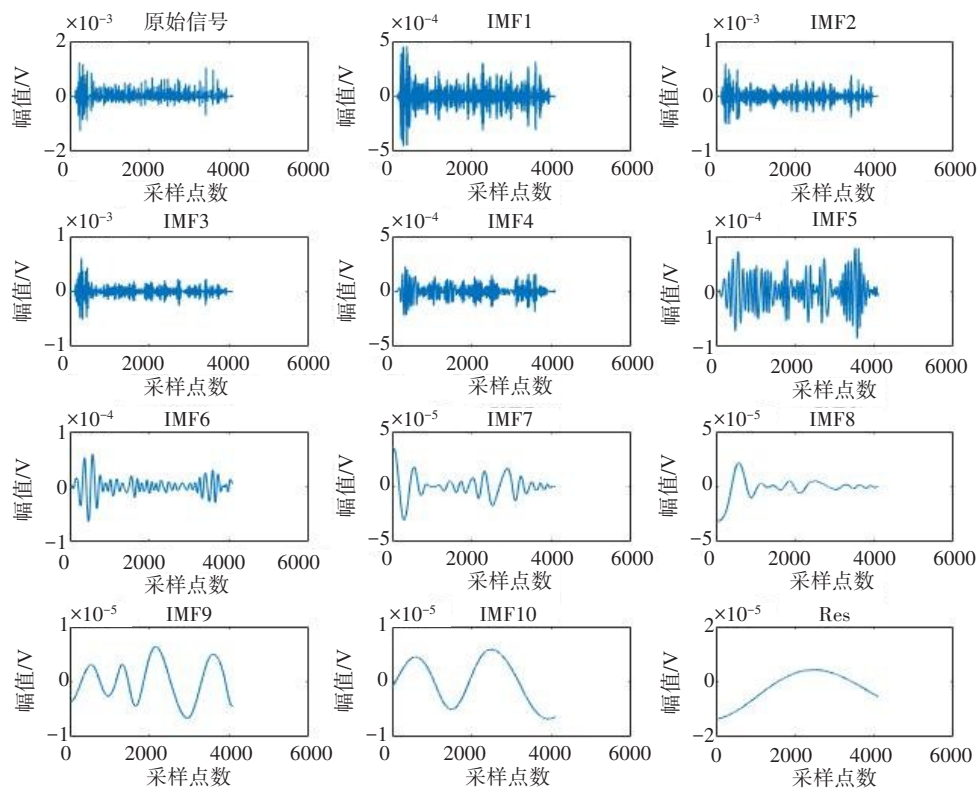 ×10⁻³ 原始信号
幅值/V
2
0
−2
0 2000 4000 6000
采样点数
×10⁻⁴ IMF1
幅值/V
5
0
−5
0 2000 4000 6000
采样点数
×10⁻³ IMF2
幅值/V
1
0
−1
0 2000 4000 6000
采样点数
×10⁻³ IMF3
幅值/V
1
0
−1
0 2000 4000 6000
采样点数
×10⁻⁴ IMF4
幅值/V
5
0
−5
0 2000 4000 6000
采样点数
×10⁻⁴ IMF5
幅值/V
1
0
−1
0 2000 4000 6000
采样点数
×10⁻⁴ IMF6
幅值/V
1
0
−1
0 2000 4000 6000
采样点数
×10⁻⁵ IMF7
幅值/V
5
0
−5
0 2000 4000 6000
采样点数
×10⁻⁵ IMF8
幅值/V
5
0
−5
0 2000 4000 6000
采样点数
×10⁻⁵ IMF9
幅值/V
1
0
−1
0 2000 4000 6000
采样点数
×10⁻⁵ IMF10
幅值/V
1
0
−1
0 2000 4000 6000
采样点数
×10⁻⁵ Res
幅值/V
2
0
−2
0 2000 4000 6000
采样点数